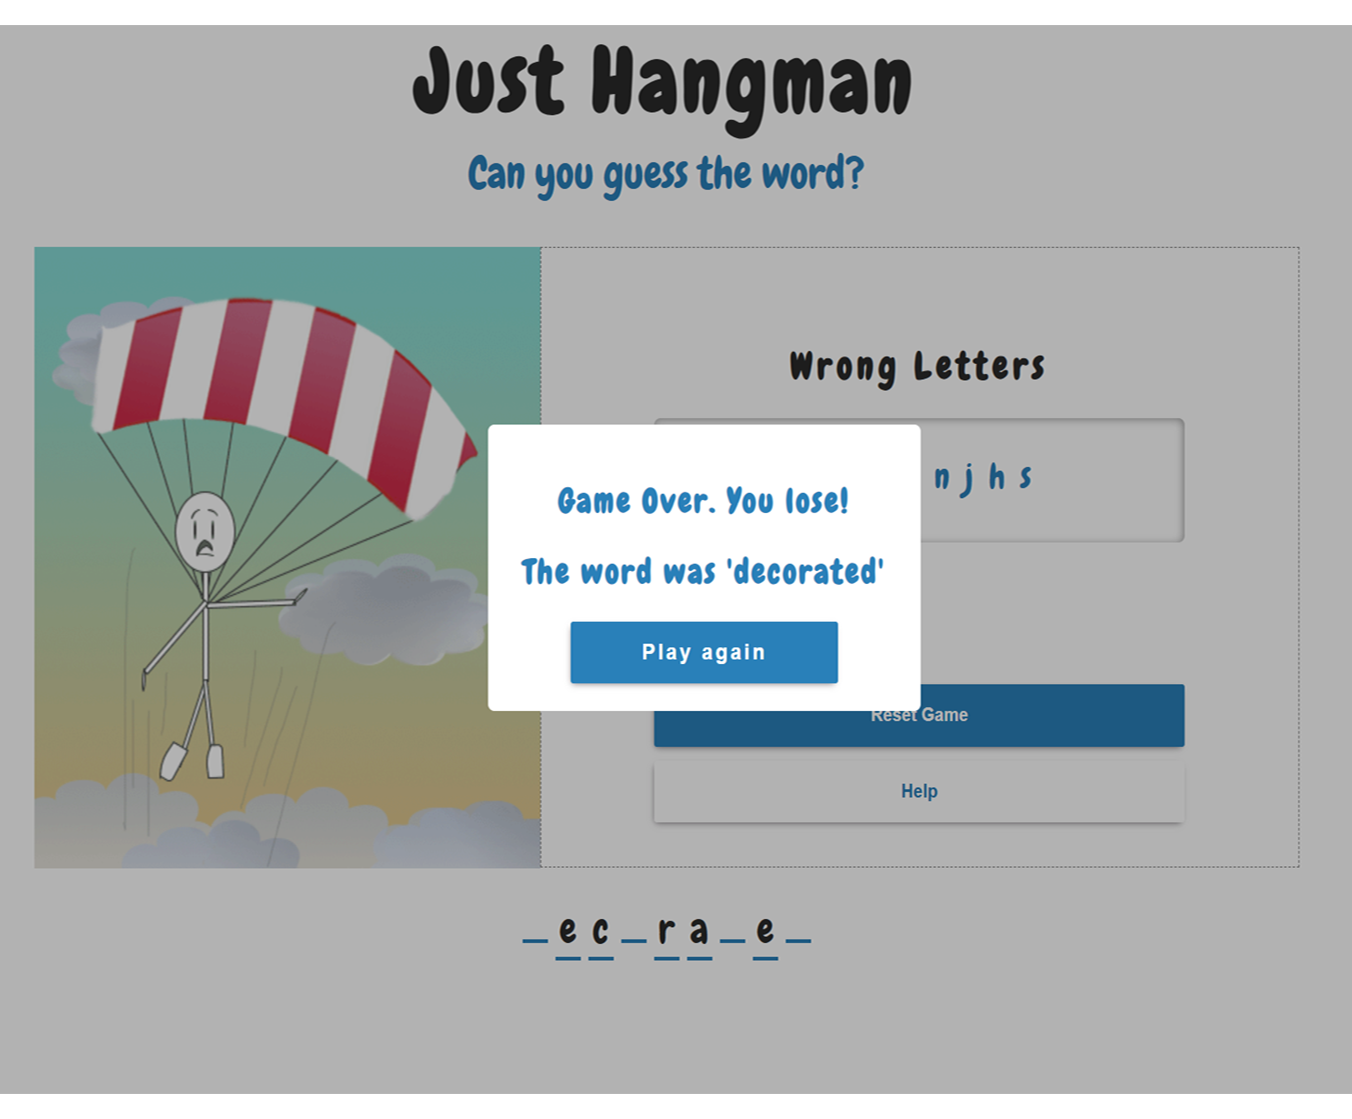 Just Hangman
Can you guess the word?
Wrong Letters
n j h s
Game Over. You lose!
The word was 'decorated'
Play again
Reset Game
Help
_ e c _ r a _ e _